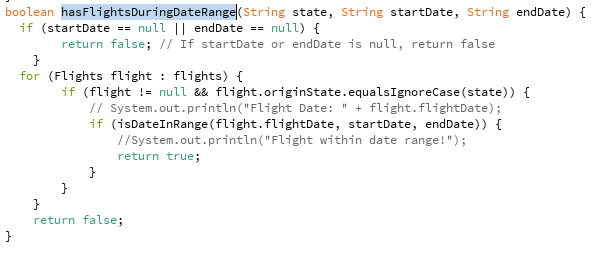 boolean hasFlightsDuringDateRange(String state, String startDate, String endDate) {
  if (startDate == null || endDate == null) {
        return false; // If startDate or endDate is null, return false
    }
  for (Flights flight : flights) {
        if (flight != null && flight.originState.equalsIgnoreCase(state)) {
            // System.out.println("Flight Date: " + flight.flightDate);
            if (isDateInRange(flight.flightDate, startDate, endDate)) {
                //System.out.println("Flight within date range!");
                return true;
            }
        }
    }
    return false;
}